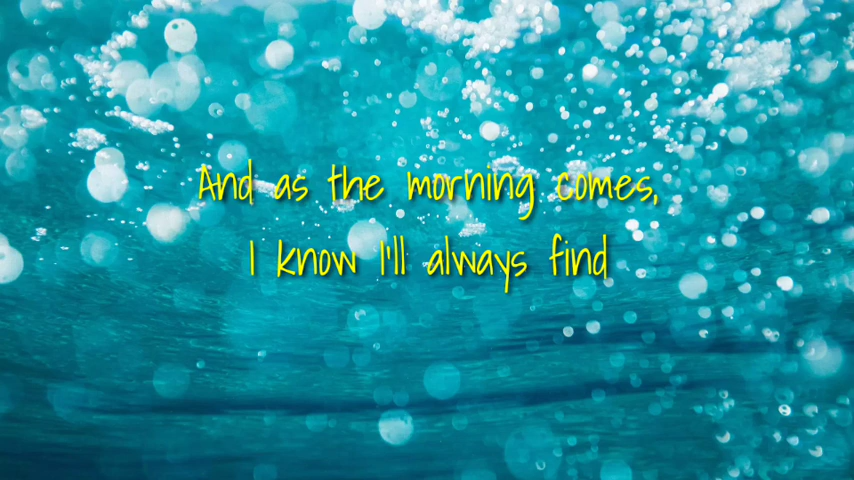 And as the morning comes,
I know I'll always find